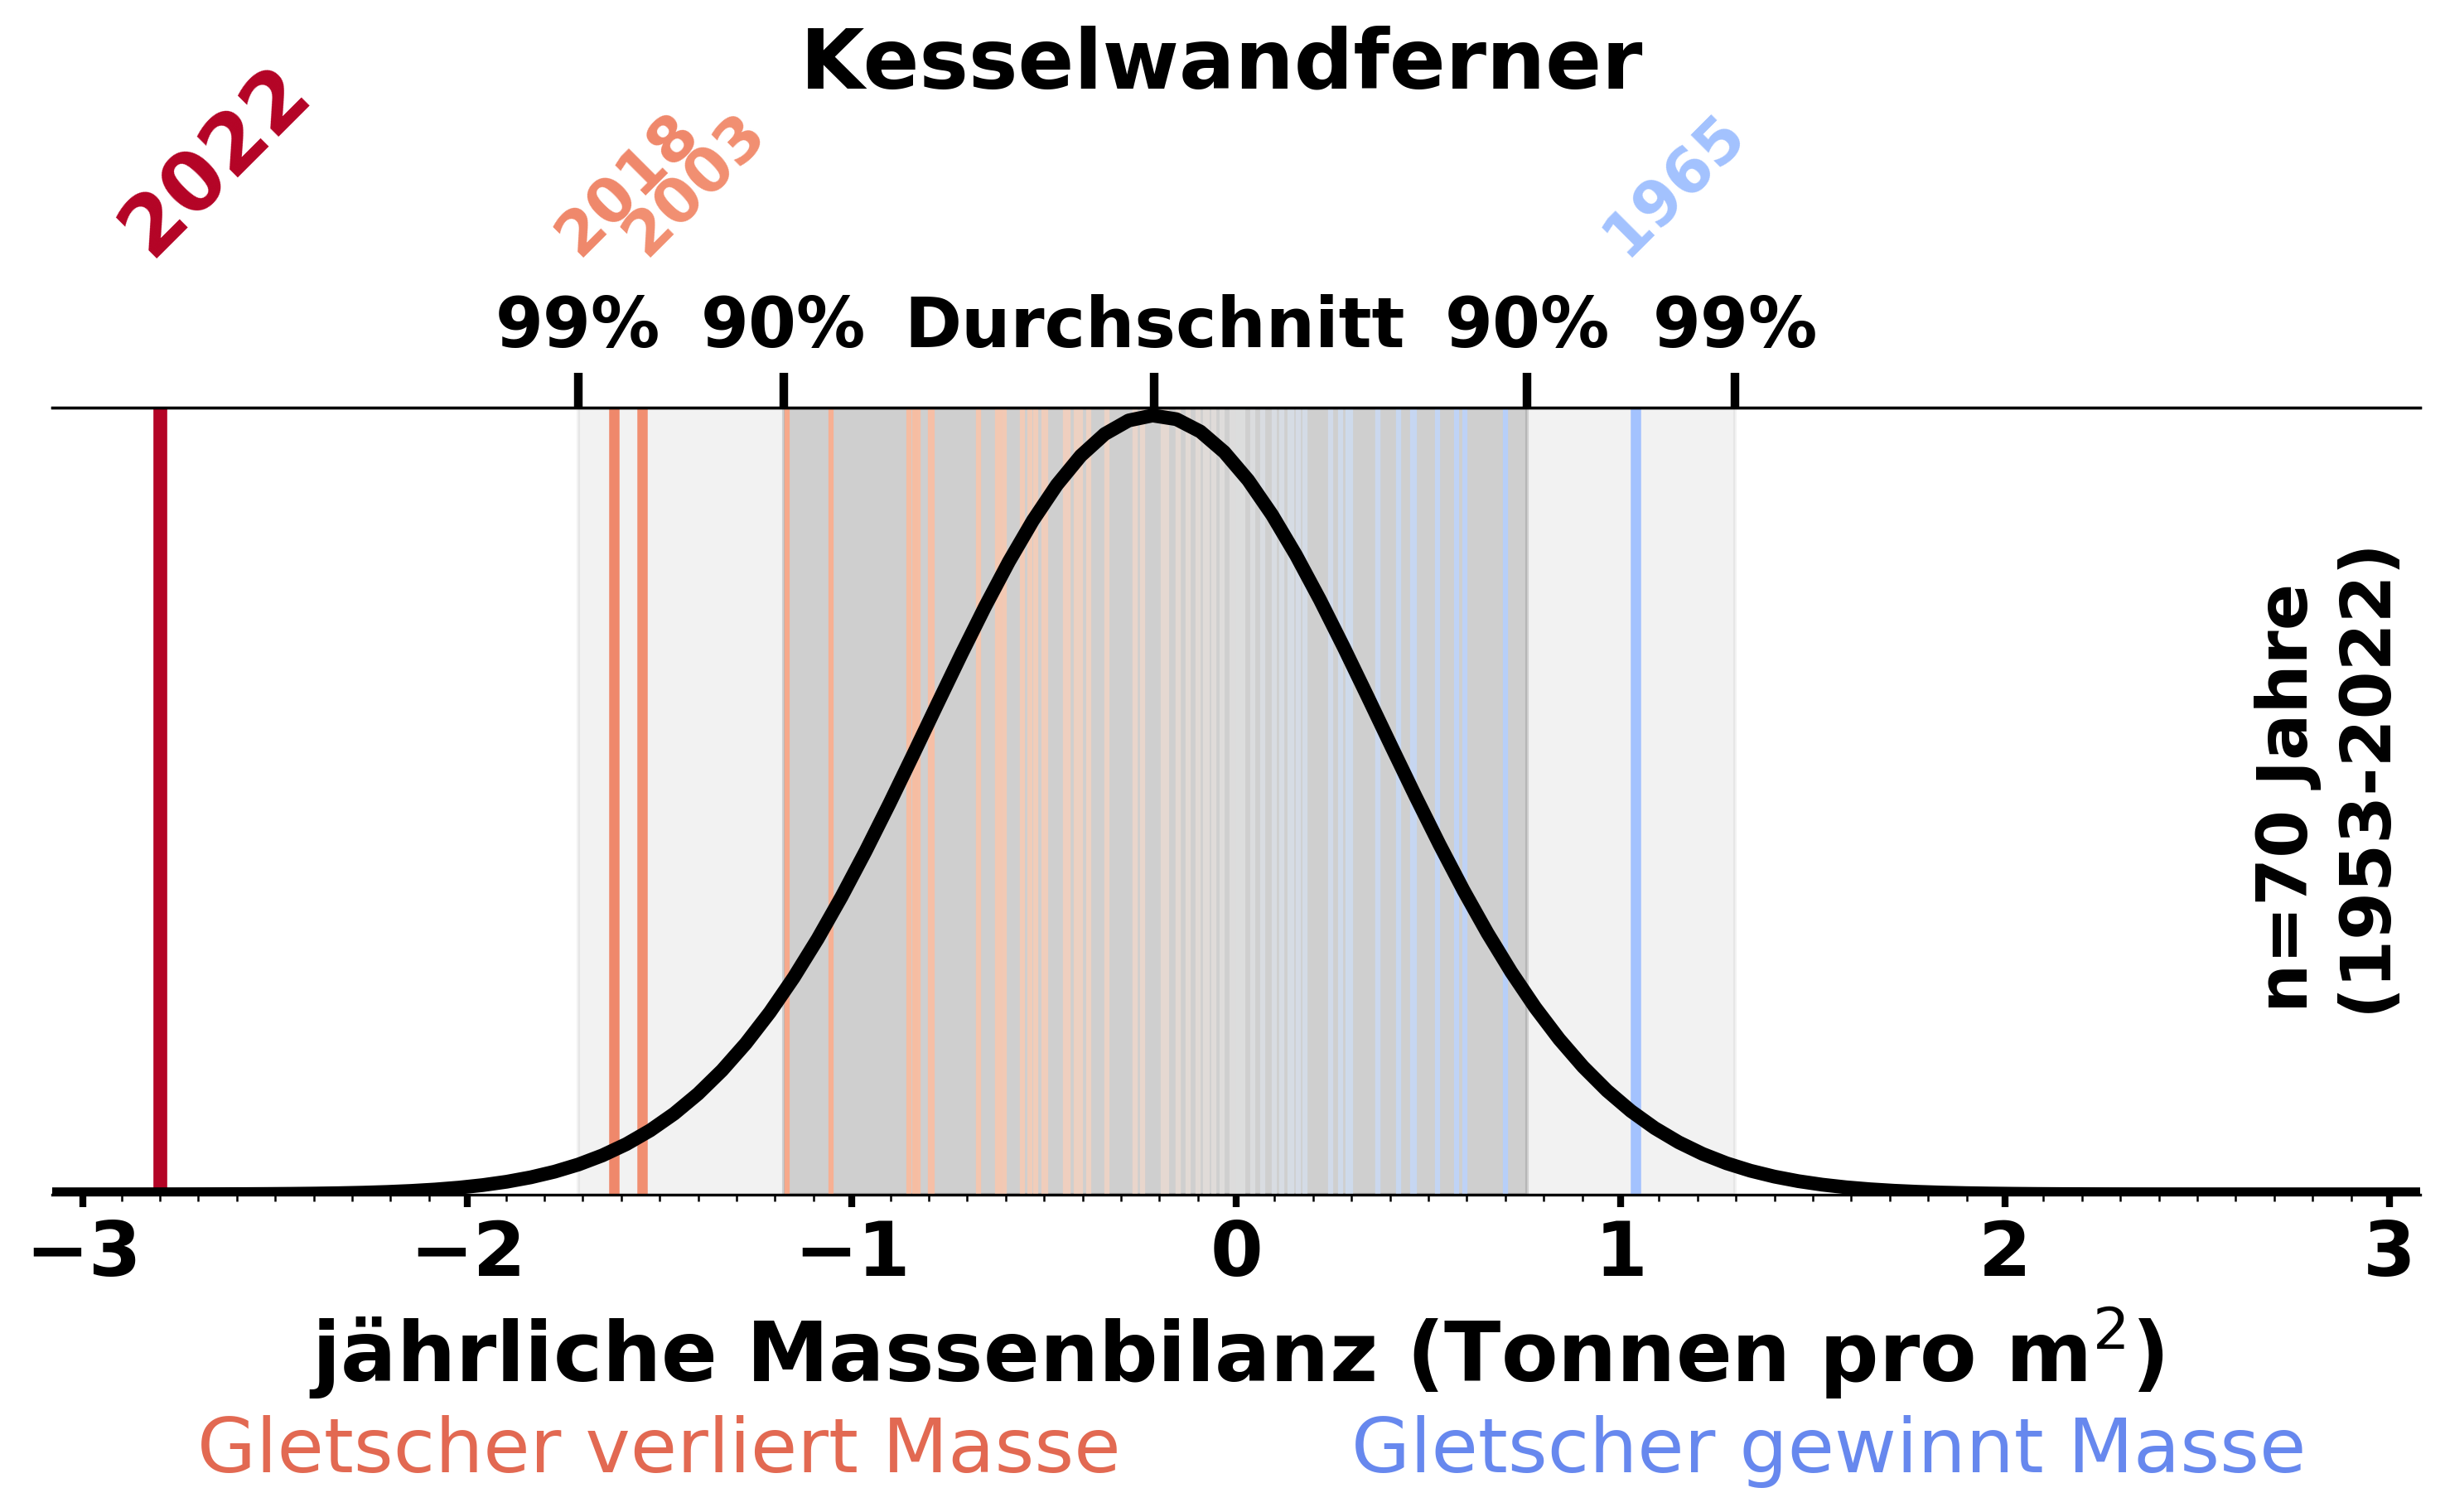 Kesselwandferner
2022
2018
2003
1965
99% 90% Durchschnitt 90% 99%
n=70 Jahre
(1953-2022)
−3 −2 −1 0 1 2 3
jährliche Massenbilanz (Tonnen pro m²)
Gletscher verliert Masse
Gletscher gewinnt Masse